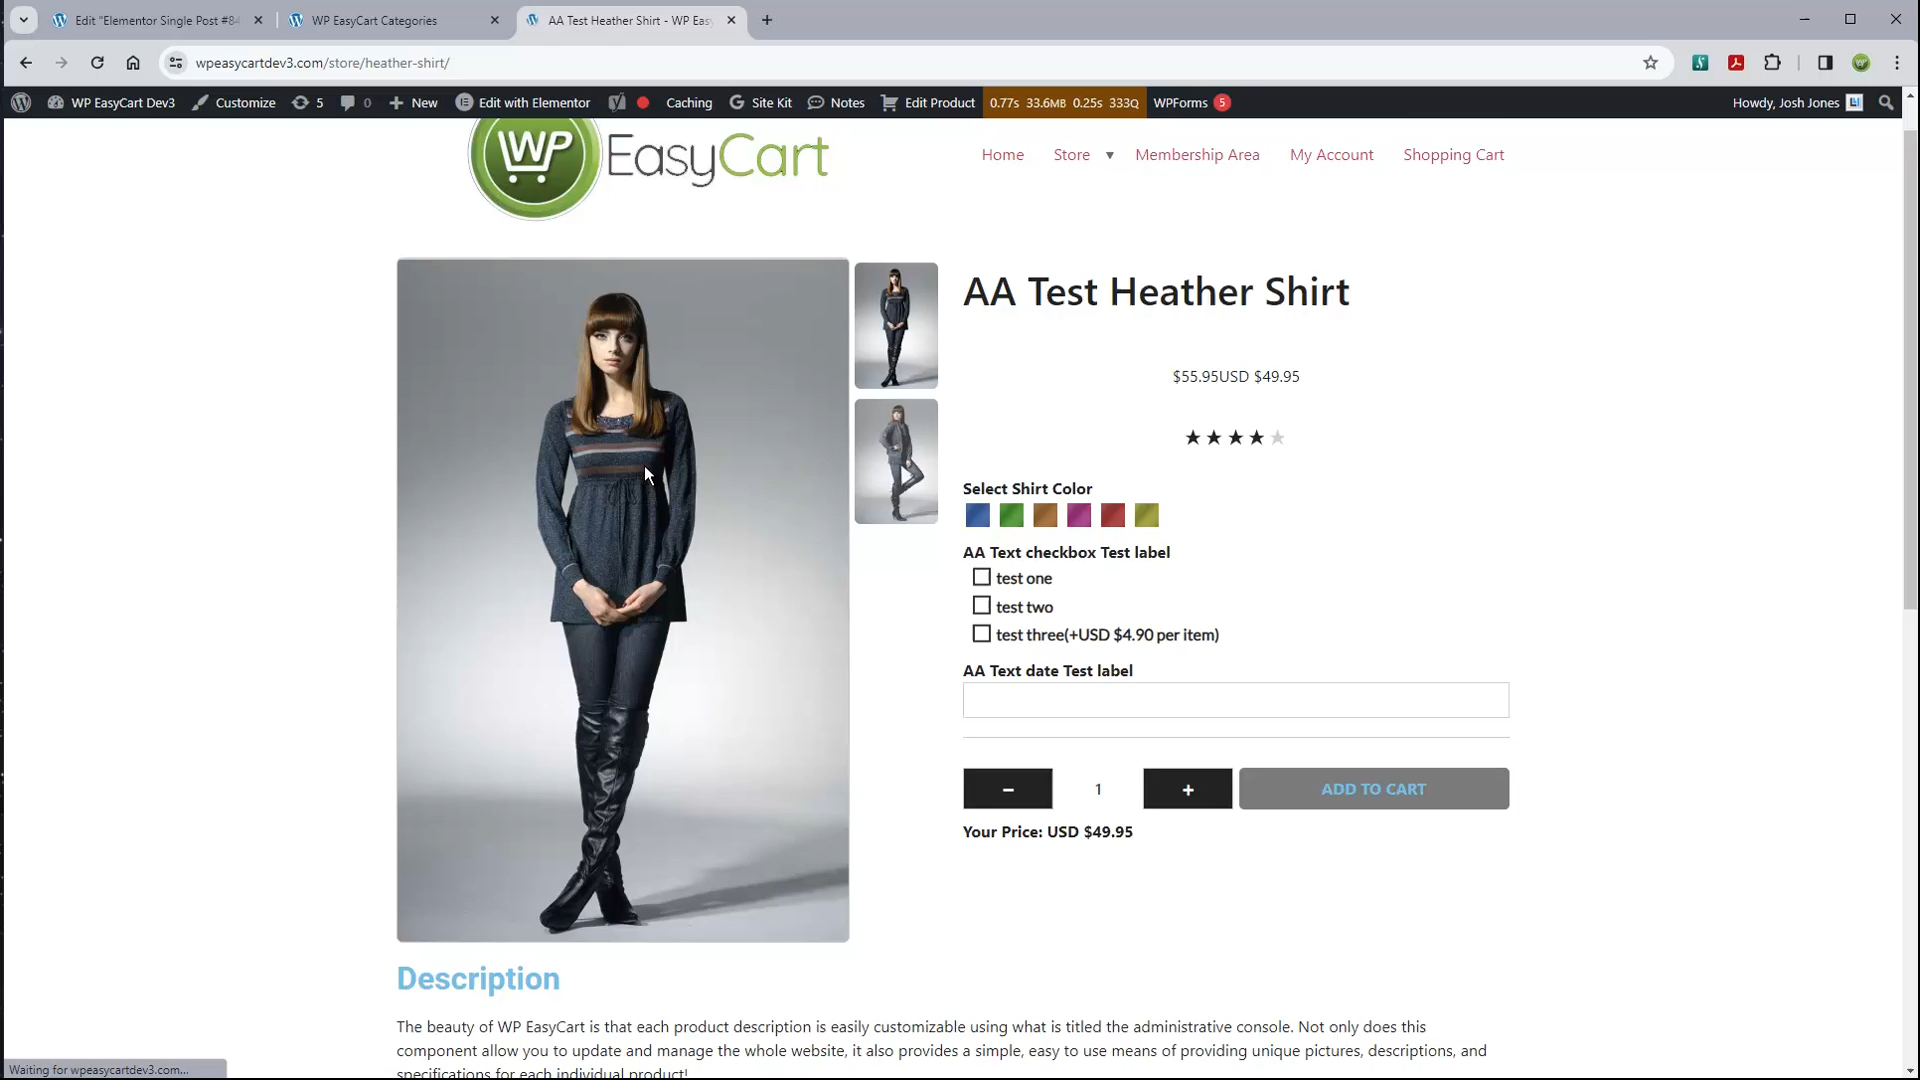 Edit "Elementor Single Post #84
WP EasyCart Categories
AA Test Heather Shirt - WP Eas
wpeasycartdev3.com/store/heather-shirt/
WP EasyCart Dev3
Customize
5
0
New
Edit with Elementor
Caching
Site Kit
Notes
Edit Product
0.77s 33.6MB 0.25s 333Q
WPForms 5
Howdy, Josh Jones
WP EasyCart
Home
Store
Membership Area
My Account
Shopping Cart
AA Test Heather Shirt
$55.95USD $49.95
Select Shirt Color
AA Text checkbox Test label
test one
test two
test three(+USD $4.90 per item)
AA Text date Test label
− 1 + ADD TO CART
Your Price: USD $49.95
Description
The beauty of WP EasyCart is that each product description is easily customizable using what is titled the administrative console. Not only does this
component allow you to update and manage the whole website, it also provides a simple, easy to use means of providing unique pictures, descriptions, and
specifications for each individual product!
Waiting for wpeasycartdev3.com...